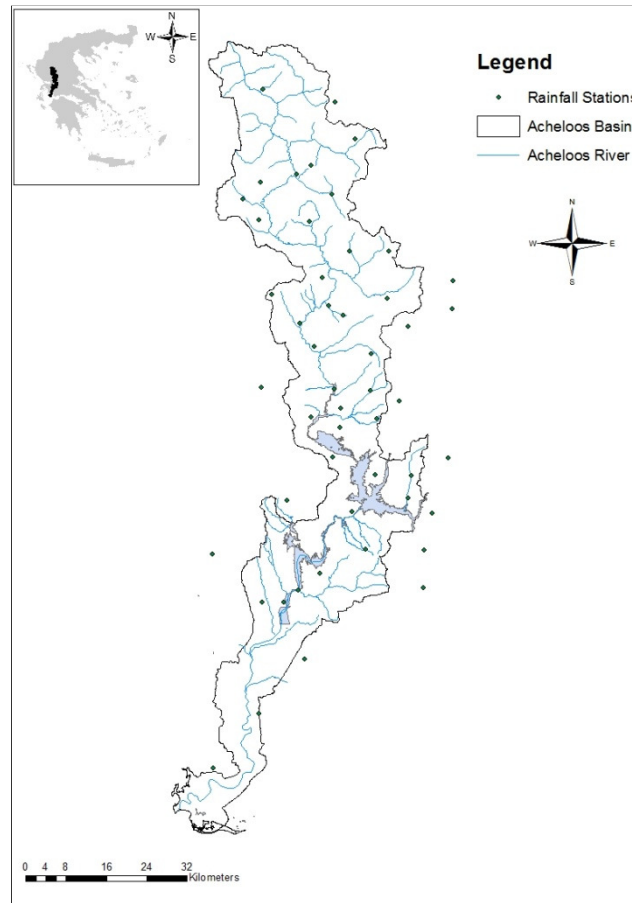 N
W E
S
Legend
Rainfall Stations
Acheloos Basin
Acheloos River
N
W E
S
0 4 8 16 24 32
Kilometers